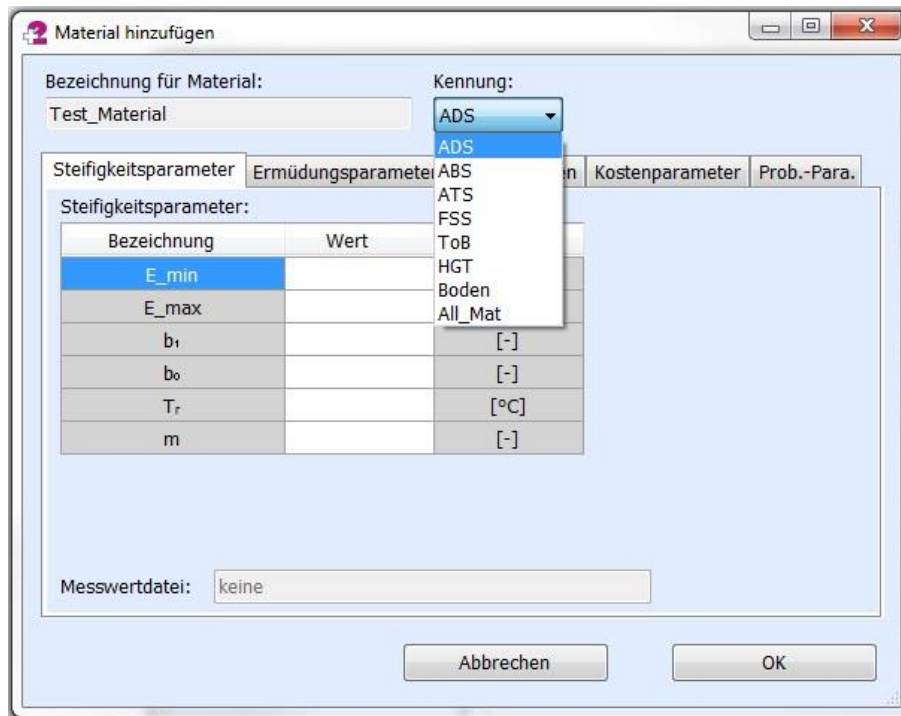 Material hinzufügen
Bezeichnung für Material: Kennung:
Test_Material ADS
ADS
ABS
ATS
FSS
ToB
HGT
Boden
All_Mat
Steifigkeitsparameter Ermüdungsparameter Kostenparameter Prob.-Para.
Steifigkeitsparameter:
Bezeichnung Wert
E_min
E_max
b₁ [-]
b₀ [-]
Tᵣ [°C]
m [-]
Messwertdatei: keine
Abbrechen OK